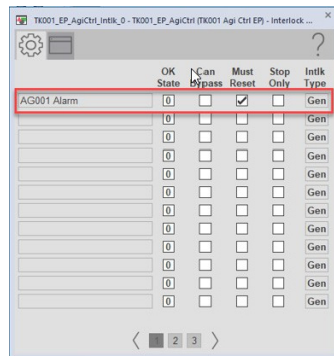 TK001_EP_AgiCtrl_Intlk_0 - TK001_EP_AgiCtrl (TK001 Agi Ctrl EP) - Interlock ... ×
?
OK State Can Bypass Must Reset Stop Only Intlk Type
AG001 Alarm 0 Gen
0 Gen
0 Gen
0 Gen
0 Gen
0 Gen
0 Gen
0 Gen
0 Gen
0 Gen
0 Gen
0 Gen
1 2 3